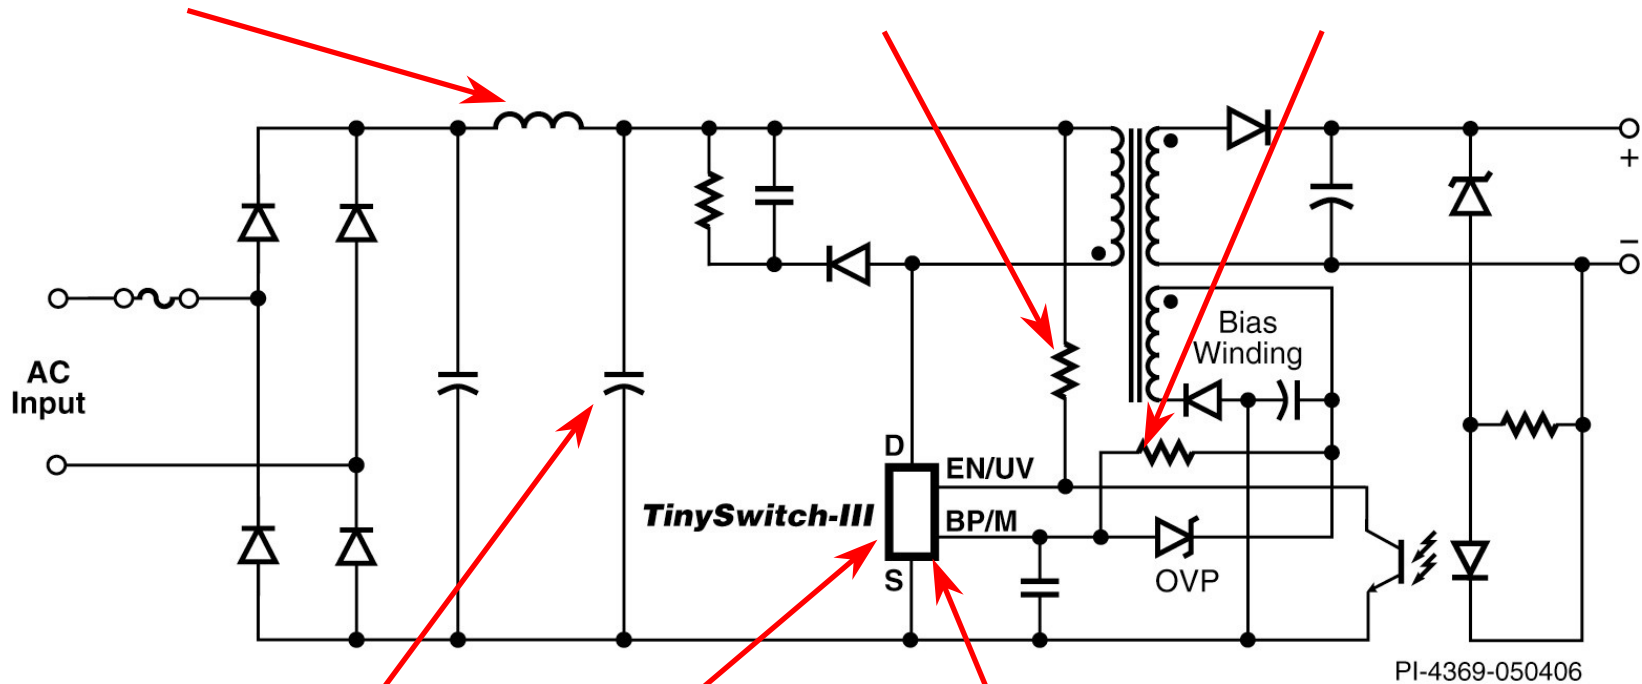 +
−
Bias
Winding
AC
Input
D
EN/UV
TinySwitch-III
BP/M
S
OVP
PI-4369-050406